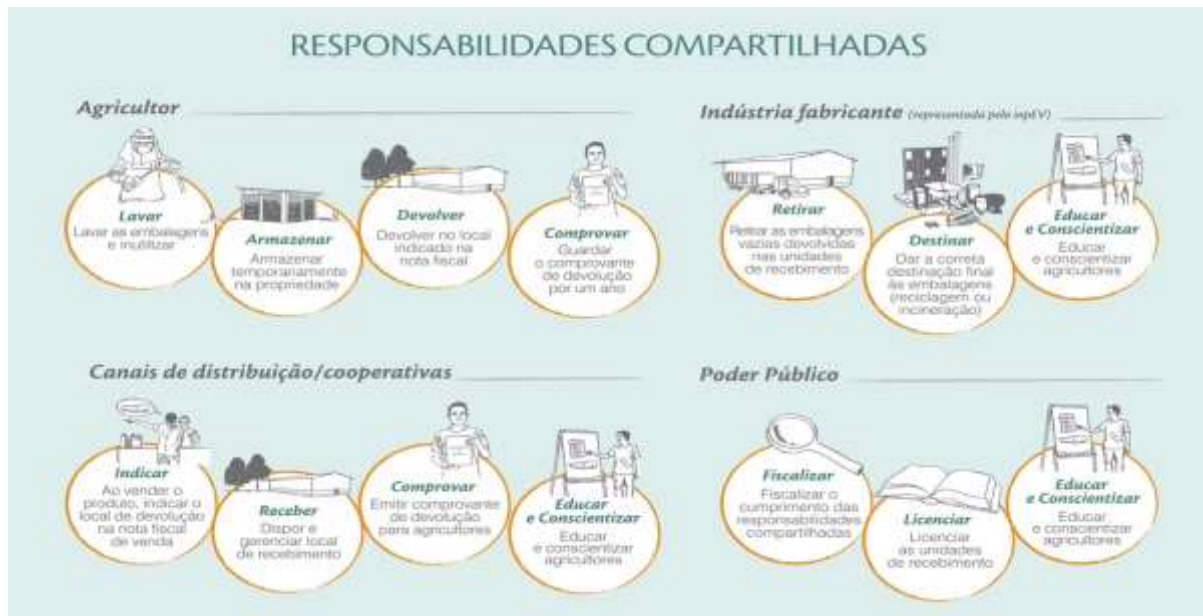 RESPONSABILIDADES COMPARTILHADAS
Agricultor
Lavar
Lavar as embalagens
e inutilizar
Armazenar
Armazenar
temporariamente
na propriedade
Devolver
Devolver no local
indicado na
nota fiscal
Comprovar
Guardar
o comprovante
de devolução
por um ano
Indústria fabricante (representada pelo inpEV)
Retirar
Retirar as embalagens
vazias devolvidas
nas unidades
de recebimento
Destinar
Dar a correta
destinação final
às embalagens
(reciclagem ou
incineração)
Educar
e Conscientizar
Educar
e conscientizar
agricultores
Canais de distribuição/cooperativas
Indicar
Ao vender o
produto, indicar o
local de devolução
na nota fiscal
de venda
Receber
Dispor e
gerenciar local
de recebimento
Comprovar
Emitir comprovante
de devolução
para agricultores
Educar
e Conscientizar
Educar
e conscientizar
agricultores
Poder Público
Fiscalizar
Fiscalizar o
cumprimento das
responsabilidades
compartilhadas
Licenciar
Licenciar
as unidades
de recebimento
Educar
e Conscientizar
Educar
e conscientizar
agricultores